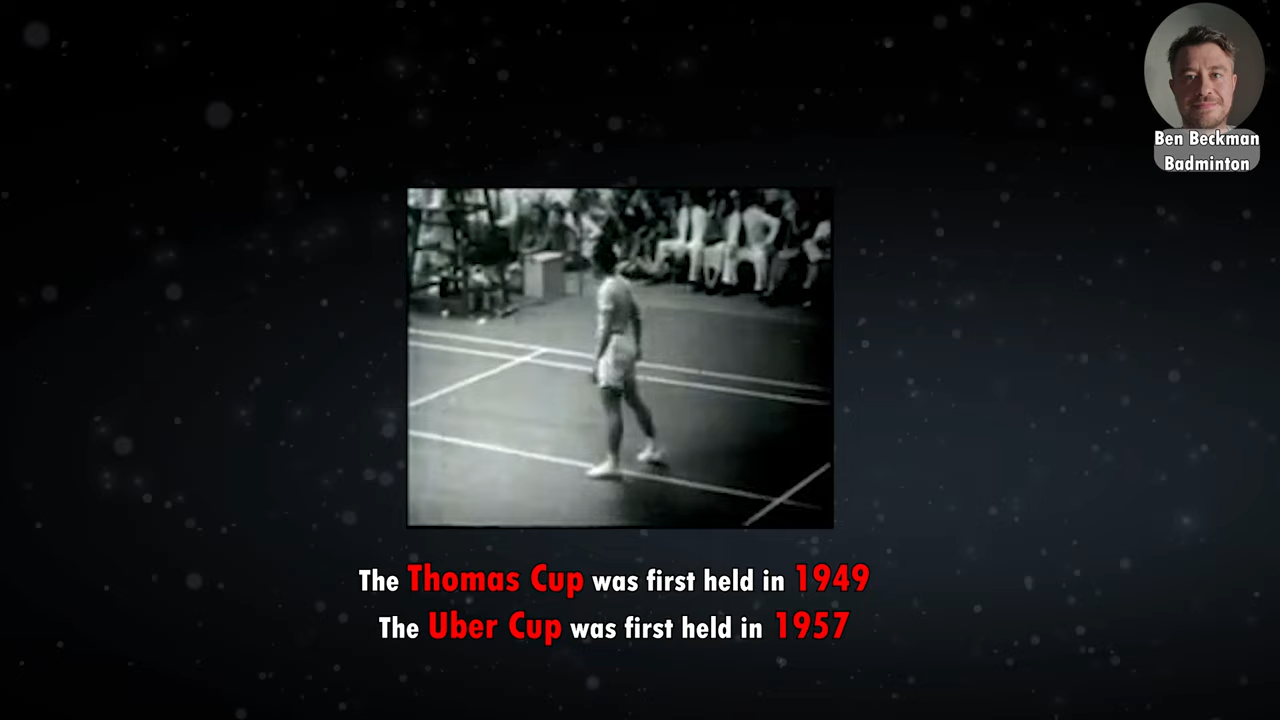 Ben Beckman
Badminton
The Thomas Cup was first held in 1949
The Uber Cup was first held in 1957